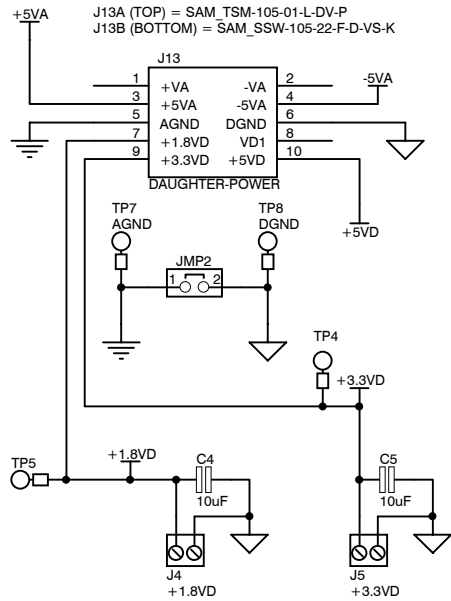 +5VA
J13A (TOP) = SAM_TSM-105-01-L-DV-P
J13B (BOTTOM) = SAM_SSW-105-22-F-D-VS-K
J13
1 +VA -VA 2
3 +5VA -5VA 4
-5VA
5 AGND DGND 6
7 +1.8VD VD1 8
9 +3.3VD +5VD 10
DAUGHTER-POWER
+5VD
TP7
AGND
TP8
DGND
JMP2
1 2
TP4
+3.3VD
TP5
+1.8VD
C4
10uF
C5
10uF
J4
+1.8VD
J5
+3.3VD